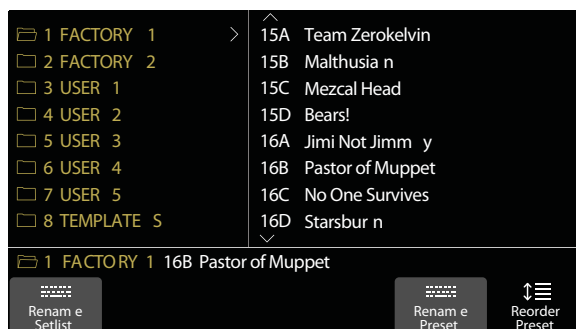 1 FACTORY 1 >
2 FACTORY 2
3 USER 1
4 USER 2
5 USER 3
6 USER 4
7 USER 5
8 TEMPLATE S
15A Team Zerokelvin
15B Malthusia n
15C Mezcal Head
15D Bears!
16A Jimi Not Jimm y
16B Pastor of Muppet
16C No One Survives
16D Starsbur n
1 FACTORY 1 16B Pastor of Muppet
Renam e
Setlist
Renam e
Preset
Reorder
Preset